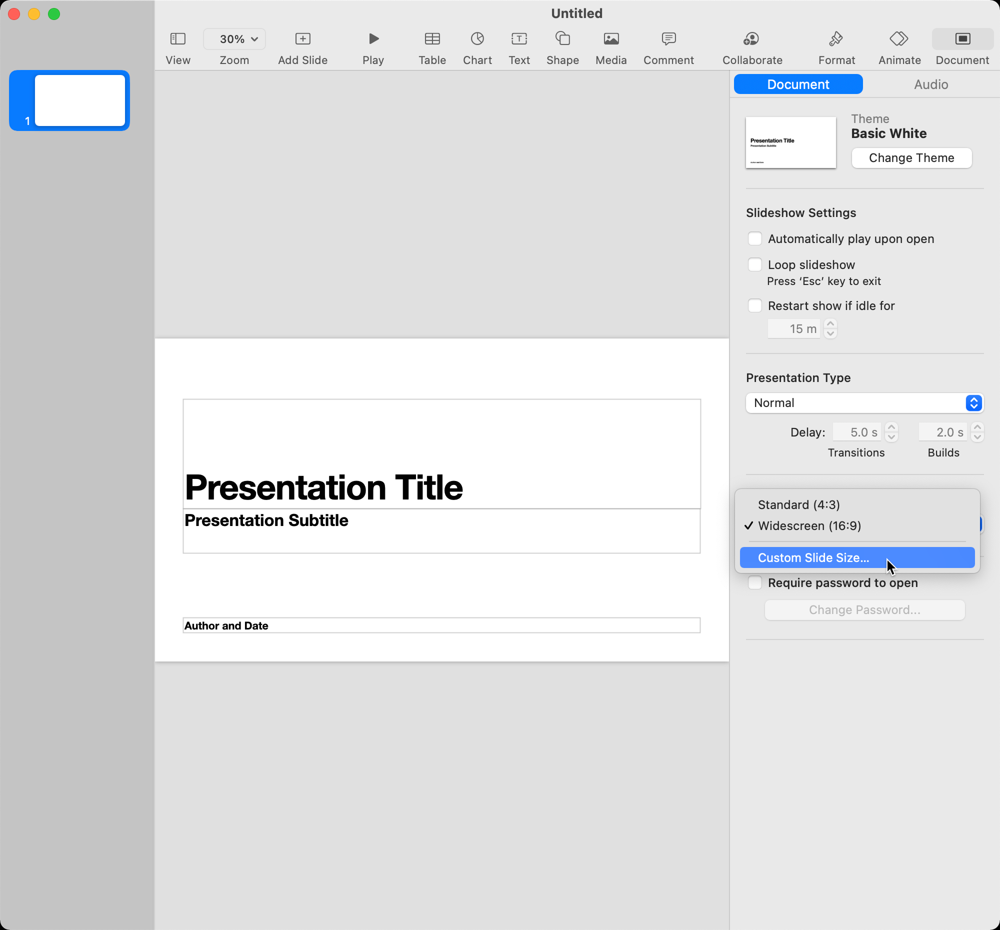 Untitled
30%
View
Zoom
Add Slide
Play
Table
Chart
Text
Shape
Media
Comment
Collaborate
Format
Animate
Document
1
Document
Audio
Presentation Title
Presentation Subtitle
Author and Date
Theme
Basic White
Change Theme
Slideshow Settings
Automatically play upon open
Loop slideshow
Press ‘Esc’ key to exit
Restart show if idle for
15 m
Presentation Type
Normal
Delay:
5.0 s
2.0 s
Transitions
Builds
Standard (4:3)
✓ Widescreen (16:9)
Custom Slide Size...
Require password to open
Change Password...
Presentation Title
Presentation Subtitle
Author and Date